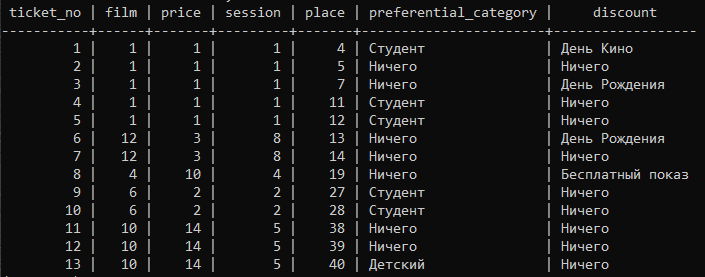 ticket_no | film | price | session | place | preferential_category | discount
-----------+------+-------+---------+-------+-----------------------+------------------
1 | 1 | 1 | 1 | 4 | Студент | День Кино
2 | 1 | 1 | 1 | 5 | Ничего | Ничего
3 | 1 | 1 | 1 | 7 | Ничего | День Рождения
4 | 1 | 1 | 1 | 11 | Студент | Ничего
5 | 1 | 1 | 1 | 12 | Студент | Ничего
6 | 12 | 3 | 8 | 13 | Ничего | День Рождения
7 | 12 | 3 | 8 | 14 | Ничего | Ничего
8 | 4 | 10 | 4 | 19 | Ничего | Бесплатный показ
9 | 6 | 2 | 2 | 27 | Студент | Ничего
10 | 6 | 2 | 2 | 28 | Студент | Ничего
11 | 10 | 14 | 5 | 38 | Ничего | Ничего
12 | 10 | 14 | 5 | 39 | Ничего | Ничего
13 | 10 | 14 | 5 | 40 | Детский | Ничего